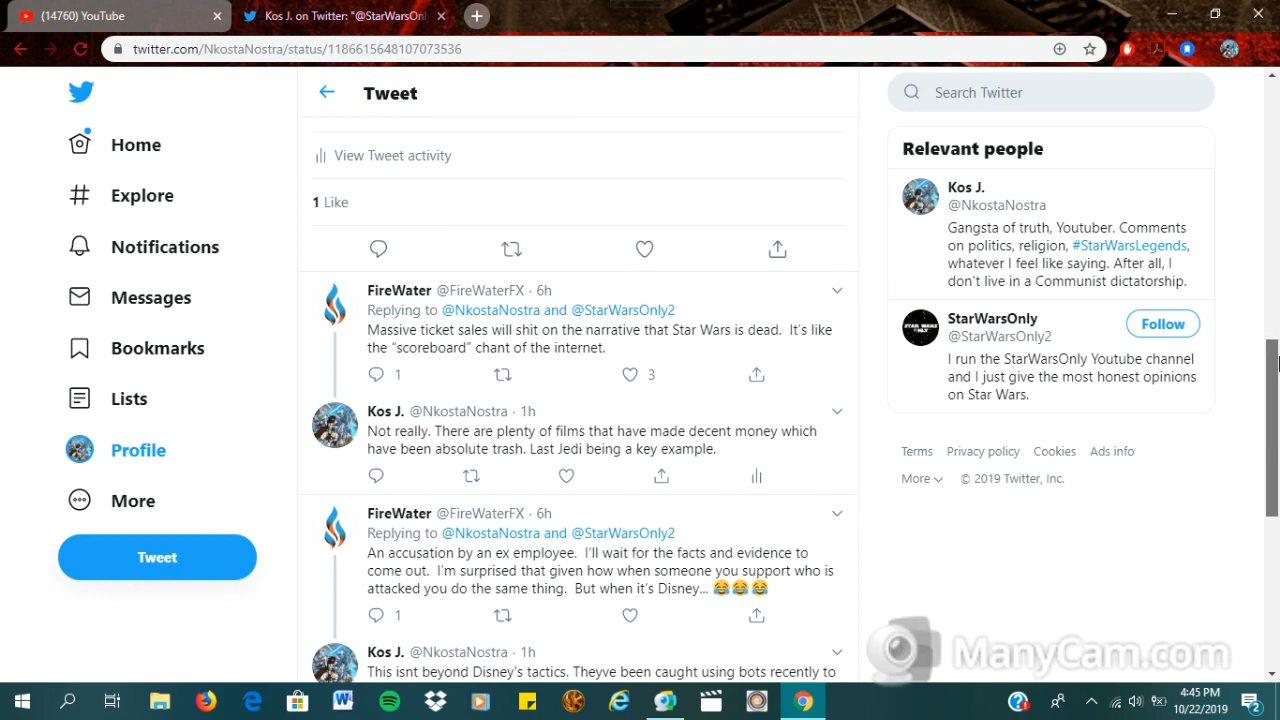 (14760) YouTube
Kos J. on Twitter: "@StarWarsOnl
twitter.com/NkostaNostra/status/1186615648107073536
Home
Explore
Notifications
Messages
Bookmarks
Lists
Profile
More
Tweet
Tweet
View Tweet activity
1 Like
FireWater @FireWaterFX · 6h
Replying to @NkostaNostra and @StarWarsOnly2
Massive ticket sales will shit on the narrative that Star Wars is dead. It's like
the “scoreboard” chant of the internet.
1 3
Kos J. @NkostaNostra · 1h
Not really. There are plenty of films that have made decent money which
have been absolute trash. Last Jedi being a key example.
FireWater @FireWaterFX · 6h
Replying to @NkostaNostra and @StarWarsOnly2
An accusation by an ex employee. I'll wait for the facts and evidence to
come out. I'm surprised that given how when someone you support who is
attacked you do the same thing. But when it's Disney... 😂😂😂
1
Kos J. @NkostaNostra · 1h
This isnt beyond Disney's tactics. Theyve been caught using bots recently to
Search Twitter
Relevant people
Kos J.
@NkostaNostra
Gangsta of truth, Youtuber. Comments
on politics, religion, #StarWarsLegends,
whatever I feel like saying. After all, I
don't live in a Communist dictatorship.
StarWarsOnly
@StarWarsOnly2
Follow
I run the StarWarsOnly Youtube channel
and I just give the most honest opinions
on Star Wars.
Terms Privacy policy Cookies Ads info
More © 2019 Twitter, Inc.
ManyCam.com
4:45 PM
10/22/2019
2